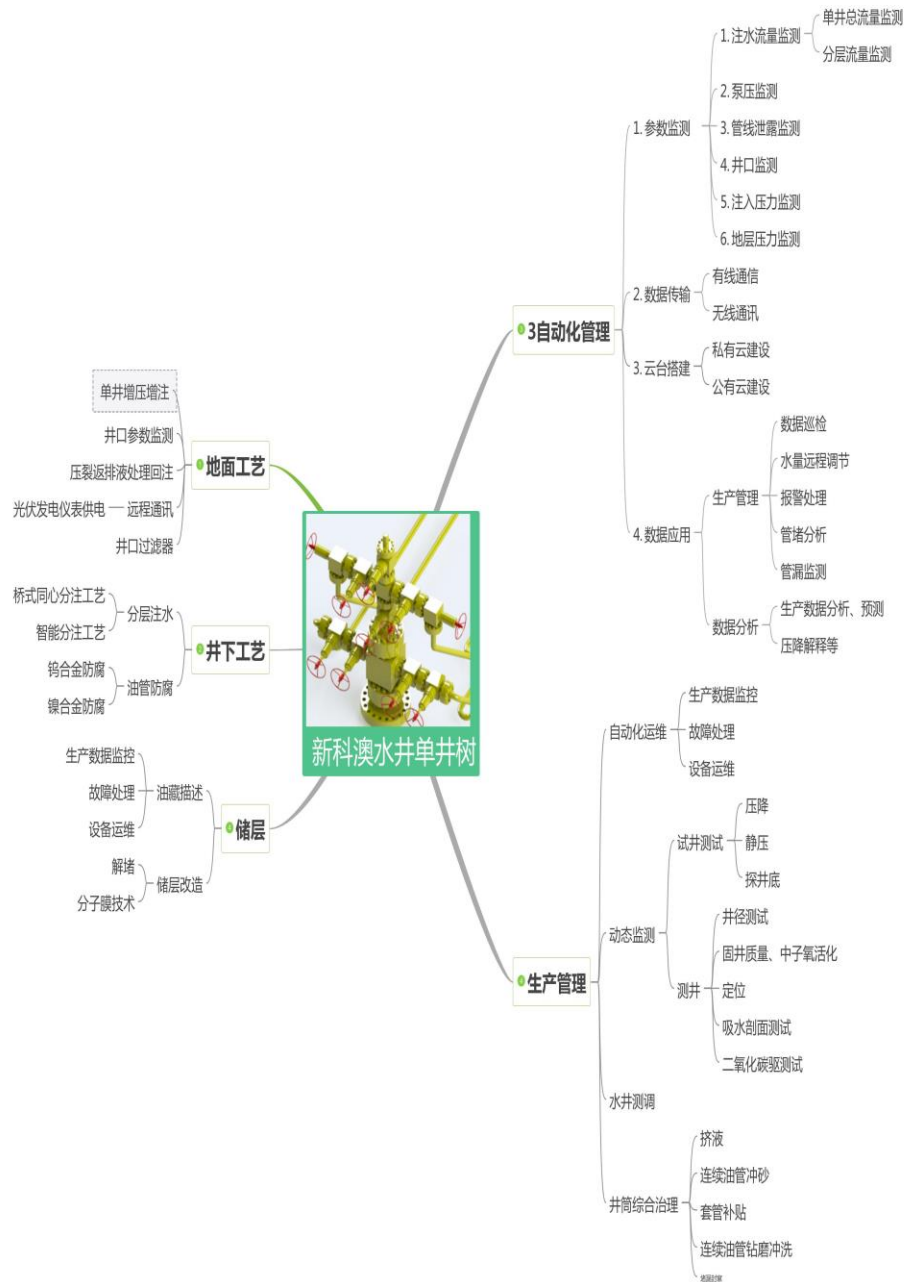 新科澳水井单井树
地面工艺
单井增压增注
井口参数监测
压裂返排液处理回注
远程通讯
光伏发电仪表供电
井口过滤器
井下工艺
分层注水
桥式同心分注工艺
智能分注工艺
油管防腐
钨合金防腐
镍合金防腐
储层
油藏描述
生产数据监控
故障处理
设备运维
储层改造
解堵
分子膜技术
3自动化管理
1. 参数监测
1. 注水流量监测
单井总流量监测
分层流量监测
2. 泵压监测
3. 管线泄露监测
4. 井口监测
5. 注入压力监测
6. 地层压力监测
2. 数据传输
有线通信
无线通讯
3. 云台搭建
私有云建设
公有云建设
4. 数据应用
生产管理
数据巡检
水量远程调节
报警处理
管堵分析
管漏监测
数据分析
生产数据分析、预测
压降解释等
生产管理
自动化运维
生产数据监控
故障处理
设备运维
动态监测
试井测试
压降
静压
探井底
测井
井径测试
固井质量、中子氧活化
定位
吸水剖面测试
二氧化碳驱测试
水井测调
井筒综合治理
挤液
连续油管冲砂
套管补贴
连续油管钻磨冲洗